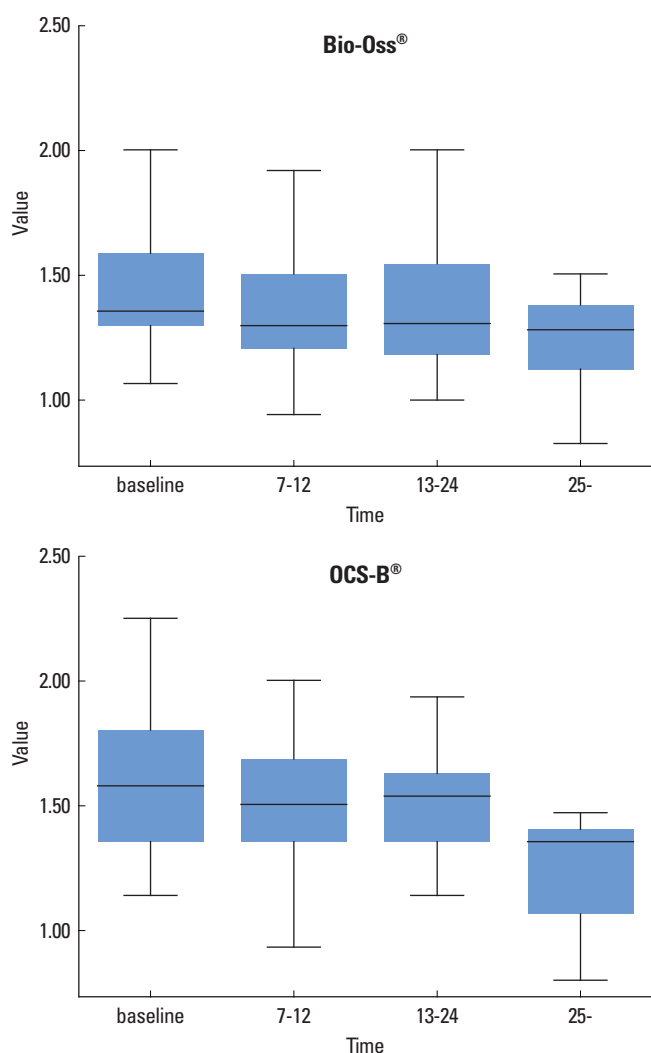 Bio-Oss®
2.50
2.00
1.50
1.00
Value
baseline 7-12 13-24 25-
Time
OCS-B®
2.50
2.00
1.50
1.00
Value
baseline 7-12 13-24 25-
Time